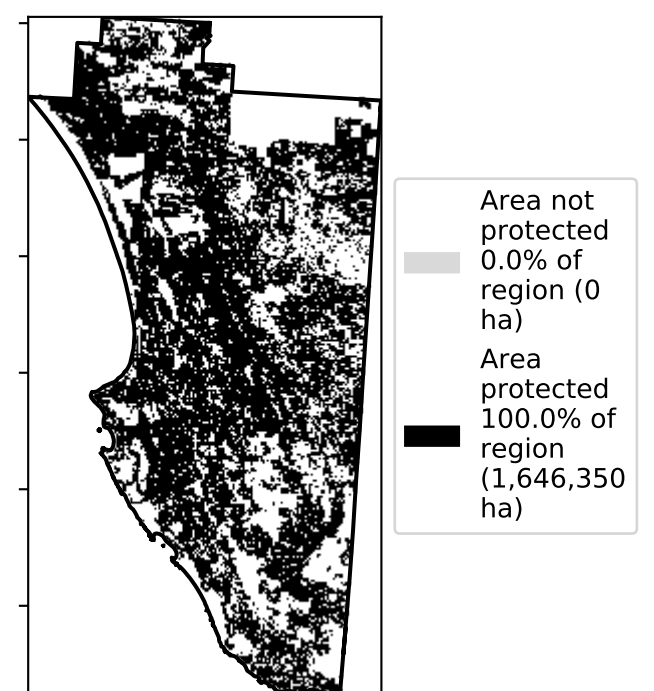 Area not
protected
0.0% of
region (0
ha)
Area
protected
100.0% of
region
(1,646,350
ha)